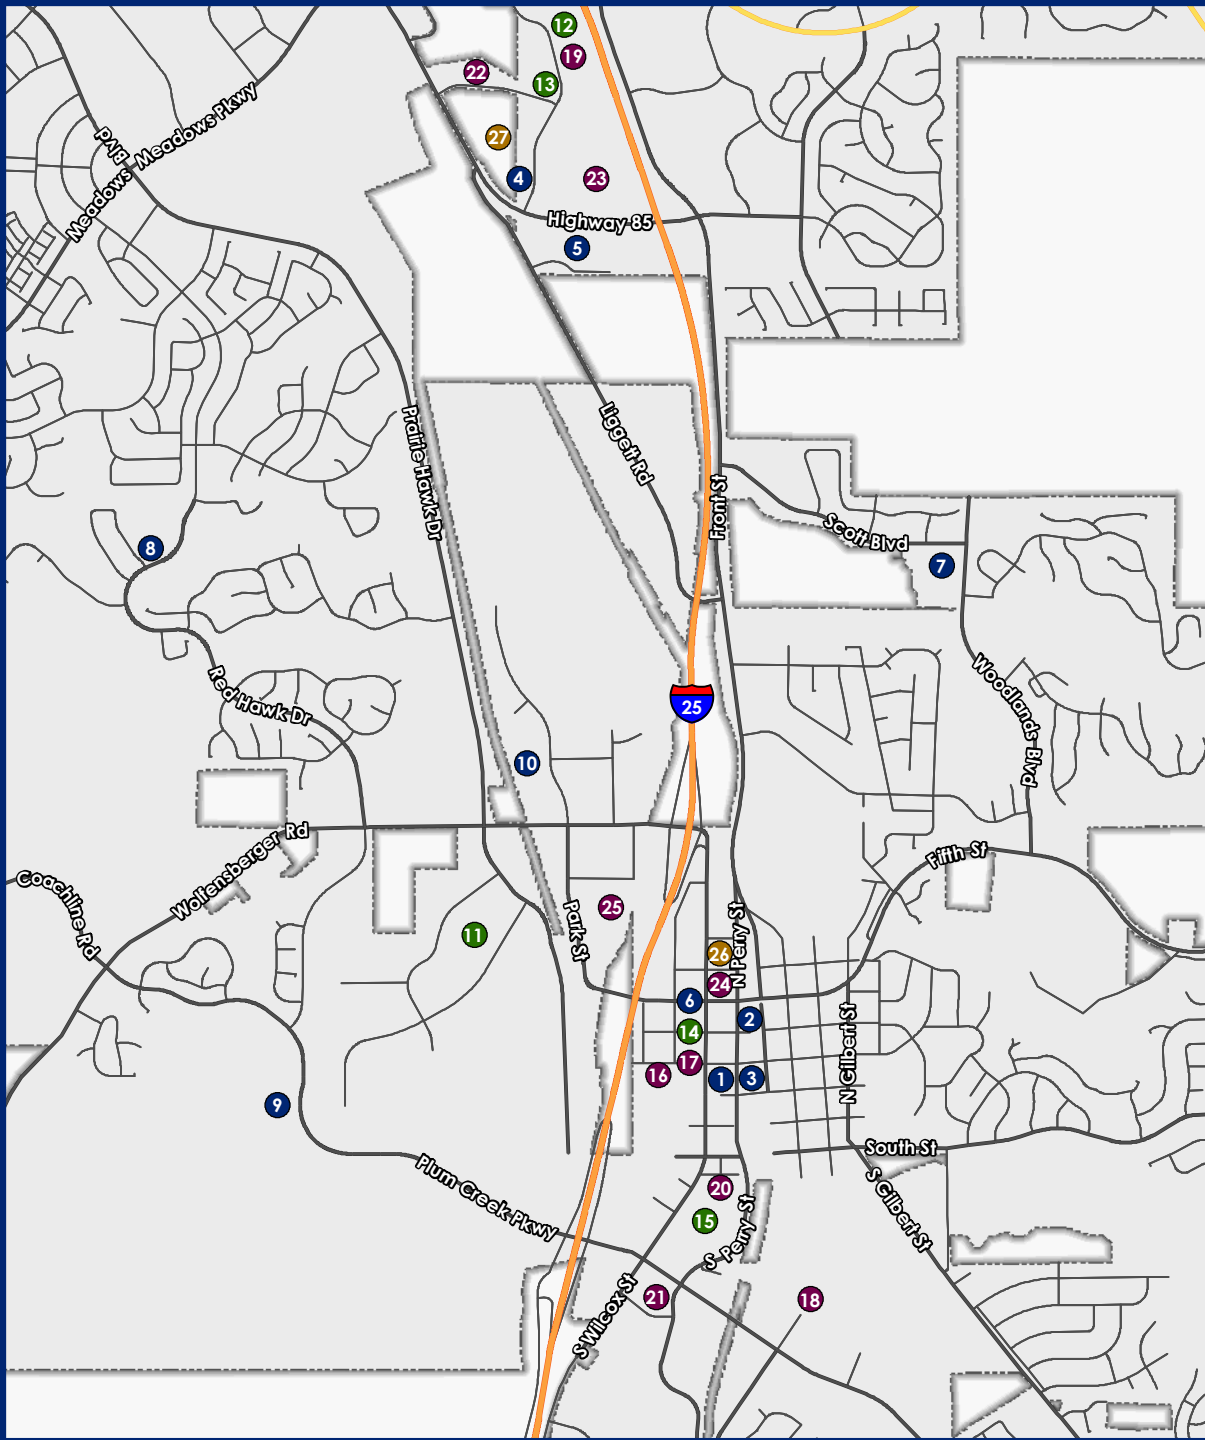 12
19
22
13
Meadows Pkwy
Blvd
27
4
23
Meadows
Highway 85
5
Prairie Hawk Dr
Liggett Rd
Front St
Scott Blvd
8
7
Red Hawk Dr
Woodlands Blvd
25
10
Wolfensberger Rd
Fifth St
Coachline Rd
25
Park St
N Perry St
11
26
24
6
2
14
N Gilbert St
17
16
1
3
9
South St
Plum Creek Pkwy
20
S Gilbert St
15
S Perry St
21
18
S Wilcox St